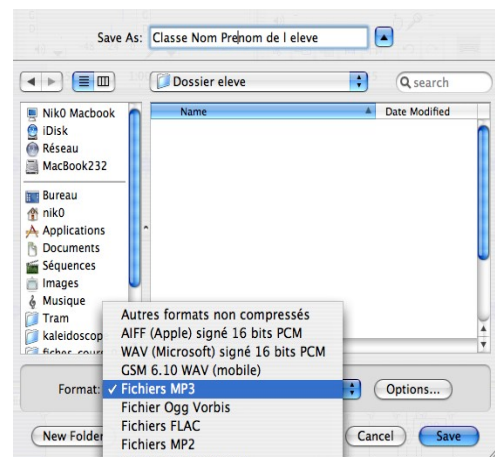 Save As: Classe Nom Prenom de l eleve
Dossier eleve
search
Name Date Modified
Nik0 Macbook
iDisk
Réseau
MacBook232
Bureau
nik0
Applications
Documents
Séquences
Images
Musique
Tram
kaleidoscop
fiches cour
Autres formats non compressés
AIFF (Apple) signé 16 bits PCM
WAV (Microsoft) signé 16 bits PCM
GSM 6.10 WAV (mobile)
Format: ✓ Fichiers MP3 Options...
Fichier Ogg Vorbis
Fichiers FLAC
Fichiers MP2
New Folder Cancel Save